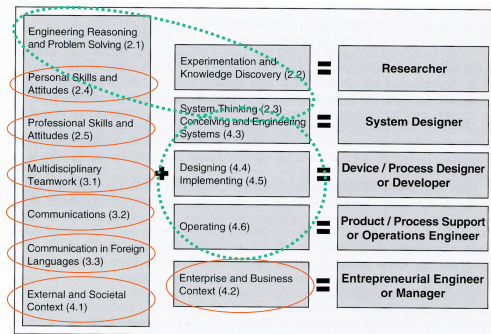 Engineering Reasoning
and Problem Solving (2.1)
Personal Skills and
Attitudes (2.4)
Professional Skills and
Attitudes (2.5)
Multidisciplinary
Teamwork (3.1)
Communications (3.2)
Communication in Foreign
Languages (3.3)
External and Societal
Context (4.1)
+
Experimentation and
Knowledge Discovery (2.2)
=
Researcher
System Thinking (2.3)
Conceiving and Engineering
Systems (4.3)
=
System Designer
Designing (4.4)
Implementing (4.5)
=
Device / Process Designer
or Developer
Operating (4.6)
=
Product / Process Support
or Operations Engineer
Enterprise and Business
Context (4.2)
=
Entrepreneurial Engineer
or Manager